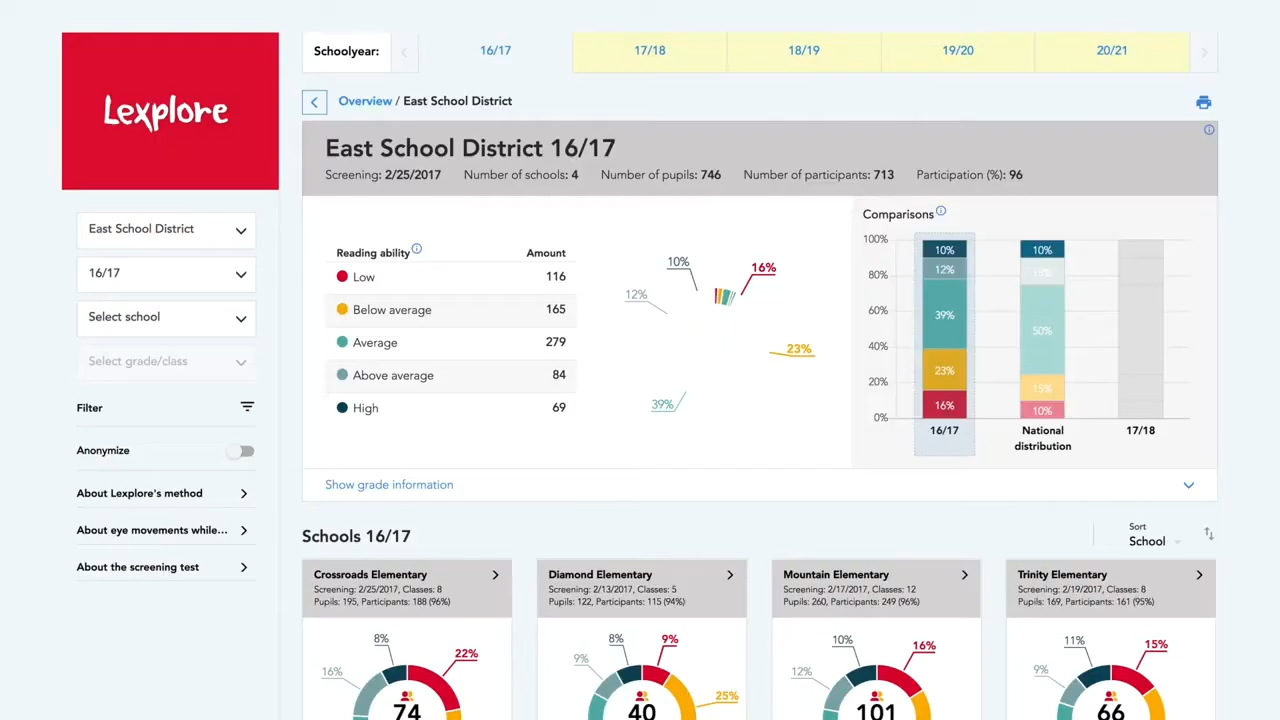 Lexplore
Schoolyear:
16/17
17/18
18/19
19/20
20/21
Overview / East School District
East School District 16/17
Screening: 2/25/2017 Number of schools: 4 Number of pupils: 746 Number of participants: 713 Participation (%): 96
East School District
16/17
Select school
Select grade/class
Filter
Anonymize
About Lexplore's method
About eye movements while...
About the screening test
Reading ability Amount
Low 116
Below average 165
Average 279
Above average 84
High 69
10%
16%
12%
23%
39%
Comparisons
100%
80%
60%
40%
20%
0%
10%
12%
39%
23%
16%
16/17
10%
50%
15%
10%
National
distribution
17/18
Show grade information
Schools 16/17
Sort
School
Crossroads Elementary
Screening: 2/25/2017, Classes: 8
Pupils: 195, Participants: 188 (96%)
8%
22%
16%
74
Diamond Elementary
Screening: 2/13/2017, Classes: 5
Pupils: 122, Participants: 115 (94%)
8%
9%
9%
25%
40
Mountain Elementary
Screening: 2/17/2017, Classes: 12
Pupils: 260, Participants: 249 (96%)
10%
16%
12%
101
Trinity Elementary
Screening: 2/19/2017, Classes: 8
Pupils: 169, Participants: 161 (95%)
11%
15%
9%
66